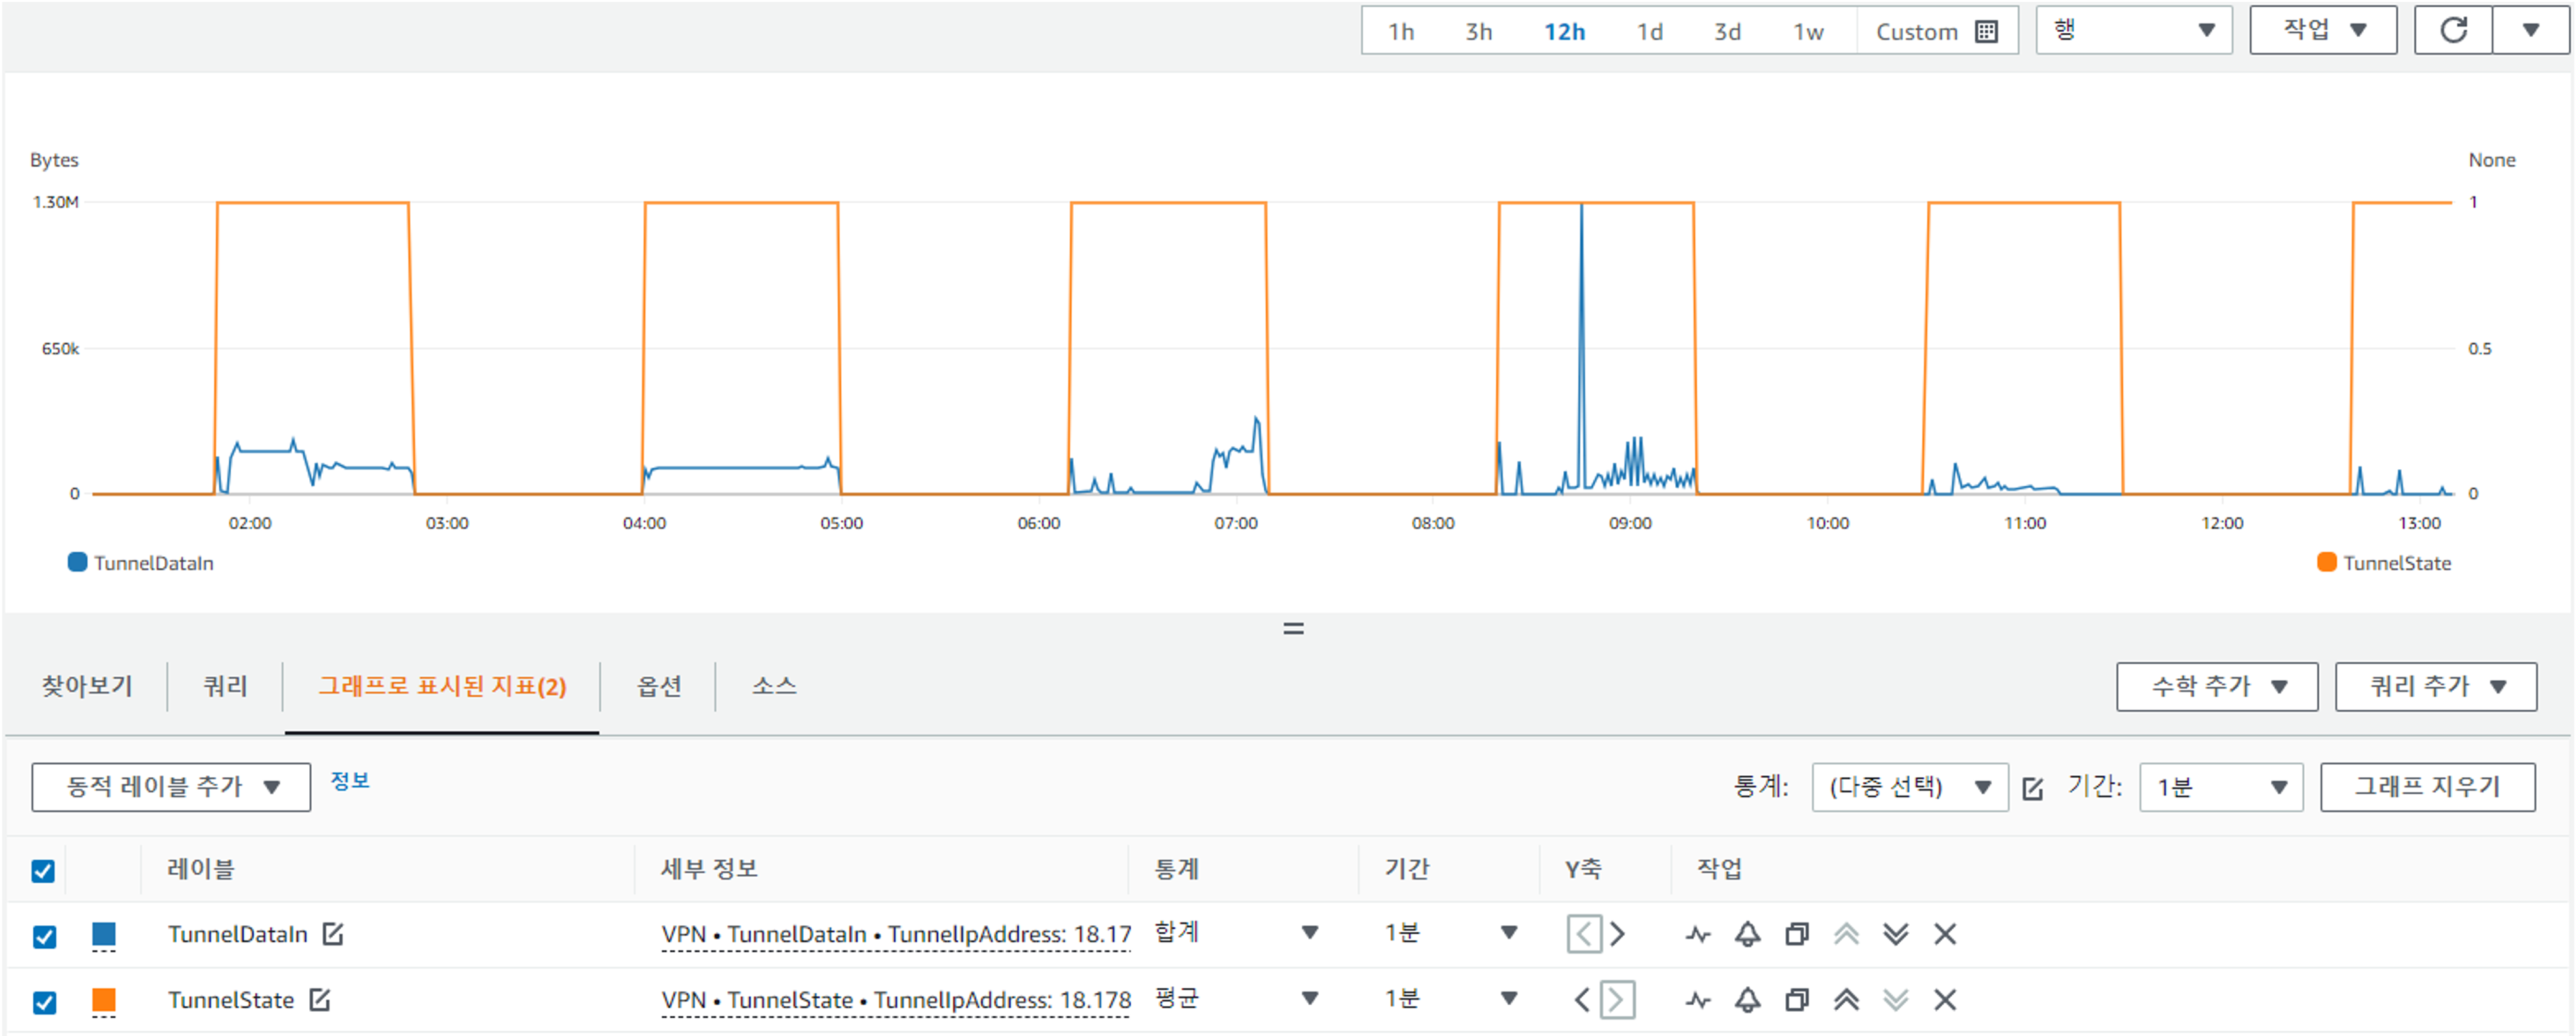 1h 3h 12h 1d 3d 1w Custom 행 작업
Bytes None
1.30M 1
650k 0.5
0 0
02:00 03:00 04:00 05:00 06:00 07:00 08:00 09:00 10:00 11:00 12:00 13:00
TunnelDataIn TunnelState
찾아보기 쿼리 그래프로 표시된 지표(2) 옵션 소스 수학 추가 쿼리 추가
동적 레이블 추가 정보 통계: (다중 선택) 기간: 1분 그래프 지우기
레이블 세부 정보 통계 기간 Y축 작업
TunnelDataIn VPN • TunnelDataIn • TunnelIpAddress: 18.17 합계 1분
TunnelState VPN • TunnelState • TunnelIpAddress: 18.178 평균 1분